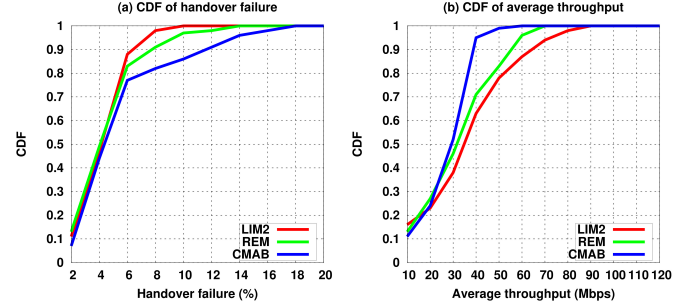 (a) CDF of handover failure
1
0.9
0.8
0.7
0.6
0.5
0.4
0.3
0.2
0.1
0
CDF
LIM2
REM
CMAB
2 4 6 8 10 12 14 16 18 20
Handover failure (%)
(b) CDF of average throughput
1
0.9
0.8
0.7
0.6
0.5
0.4
0.3
0.2
0.1
0
CDF
LIM2
REM
CMAB
10 20 30 40 50 60 70 80 90 100 110 120
Average throughput (Mbps)